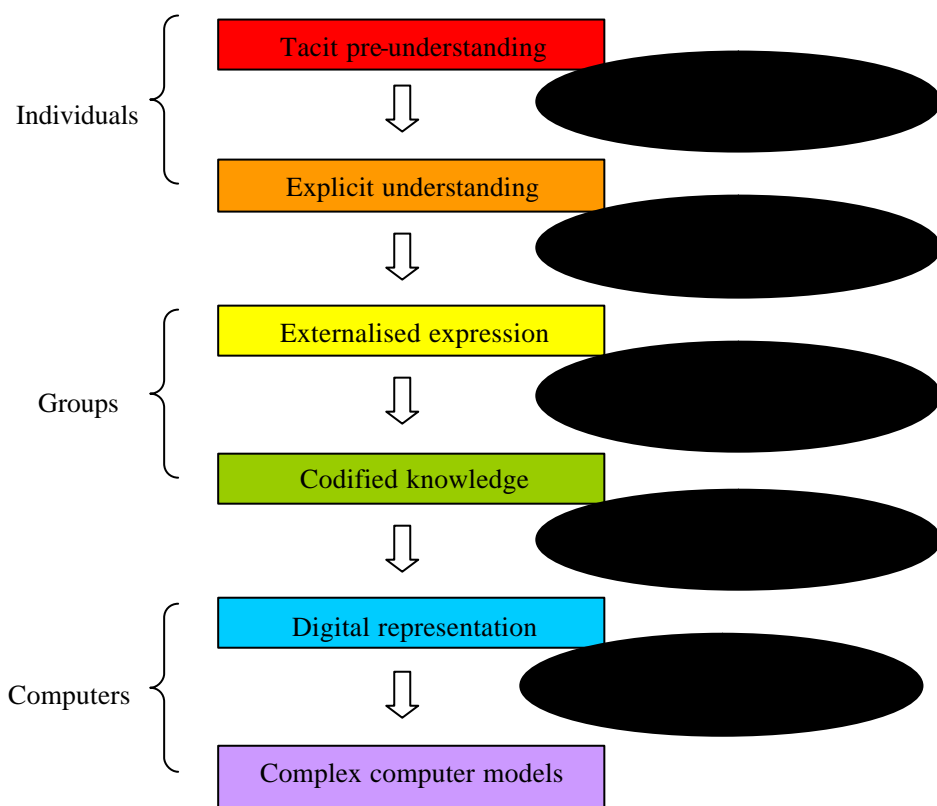 Tacit pre-understanding
Individuals
Explicit understanding
Externalised expression
Groups
Codified knowledge
Digital representation
Computers
Complex computer models